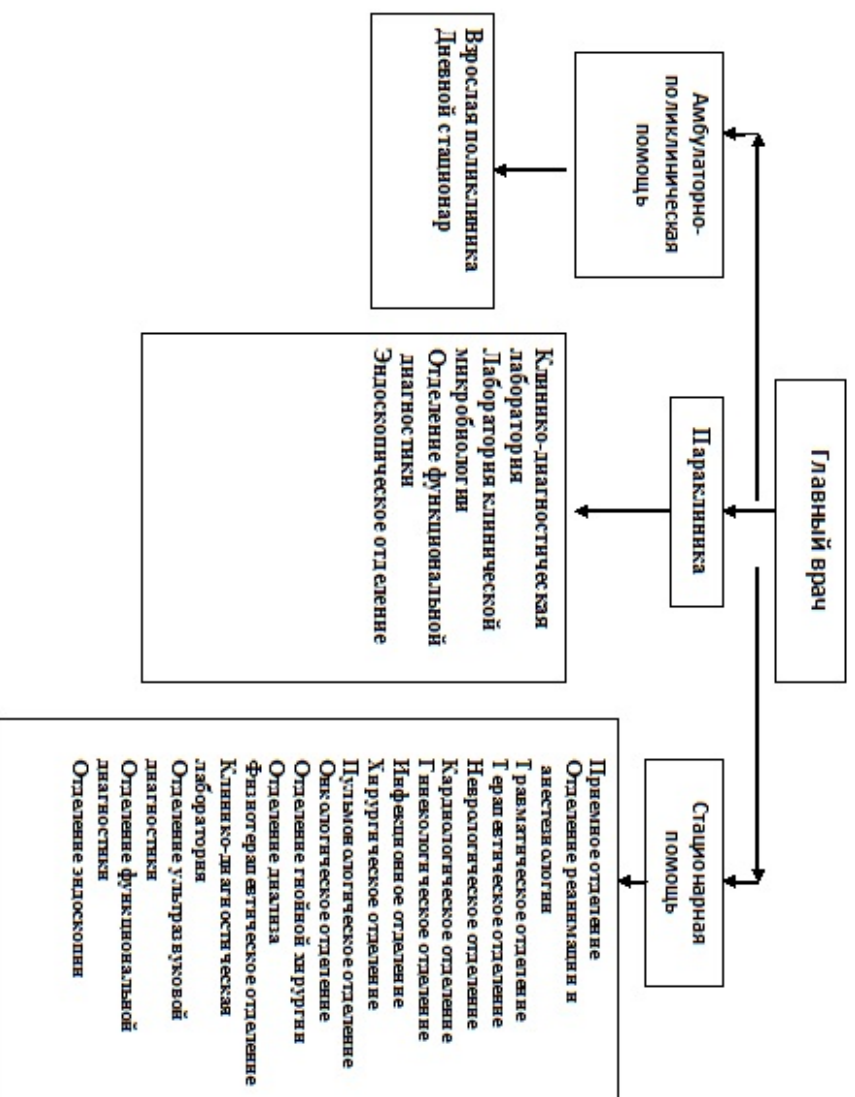 Главный врач
Амбулаторно-
поликлиническая
помощь
Параклиника
Стационарная
помощь
Взрослая поликлиника
Дневной стационар
Клинико-диагностическая
лаборатория
Лаборатория клинической
микробиологии
Отделение функциональной
диагностики
Эндоскопическое отделение
Приемное отделение
Отделение реанимации и
анестезиологии
Травматическое отделение
Терапевтическое отделение
Неврологическое отделение
Кардиологическое отделение
Гинекологическое отделение
Инфекционное отделение
Хирургическое отделение
Пульмонологическое отделение
Онкологическое отделение
Отделение гнойной хирургии
Отделение диализа
Физиотерапевтическое отделение
Клинико-диагностическая
лаборатория
Отделение ультразвуковой
диагностики
Отделение функциональной
диагностики
Отделение эндоскопии